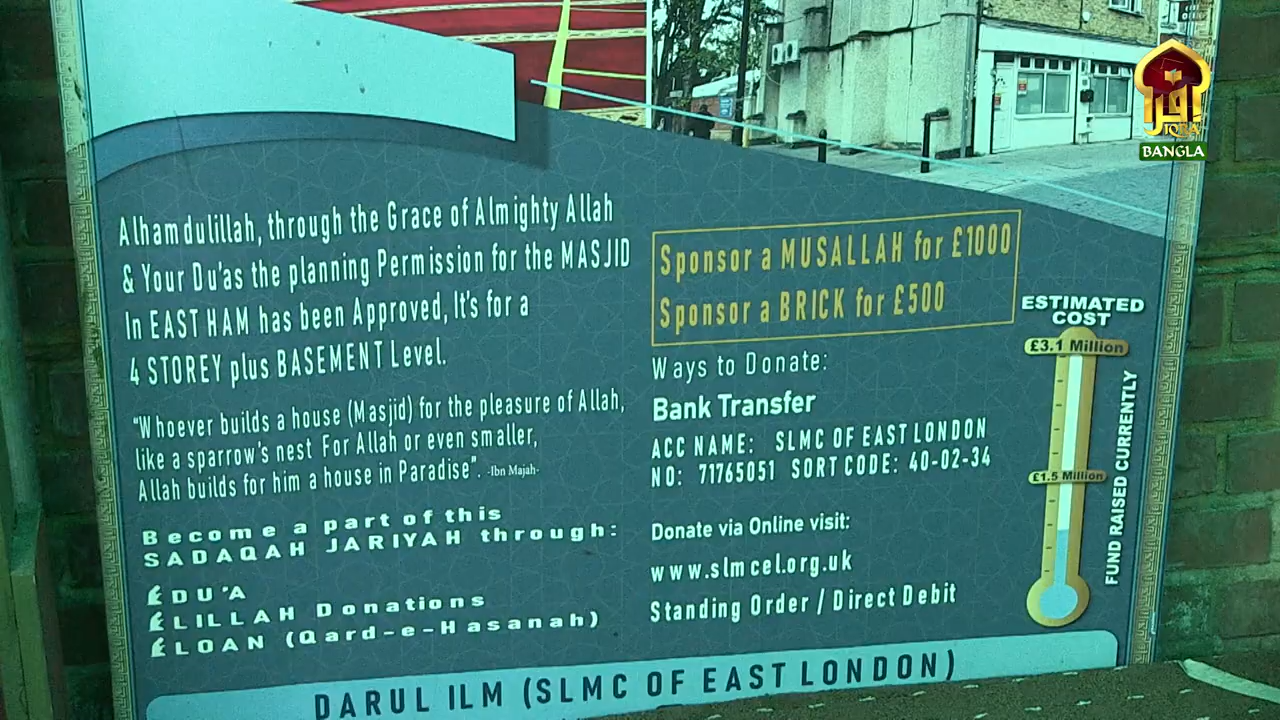 Alhamdulillah, through the Grace of Almighty Allah
& Your Du'as the planning Permission for the MASJID
In EAST HAM has been Approved, It's for a
4 STOREY plus BASEMENT Level.
"Whoever builds a house (Masjid) for the pleasure of Allah,
like a sparrow's nest For Allah or even smaller,
Allah builds for him a house in Paradise". -Ibn Majah-
Become a part of this
SADAQAH JARIYAH through:
£DU'A
£LILLAH Donations
£LOAN (Qard-e-Hasanah)
Sponsor a MUSALLAH for £1000
Sponsor a BRICK for £500
Ways to Donate:
Bank Transfer
ACC NAME: SLMC OF EAST LONDON
NO: 71765051 SORT CODE: 40-02-34
Donate via Online visit:
www.slmcel.org.uk
Standing Order / Direct Debit
ESTIMATED
COST
£3.1 Million
£1.5 Million
FUND RAISED CURRENTLY
DARUL ILM (SLMC OF EAST LONDON)
اقرأ
IQRA
BANGLA